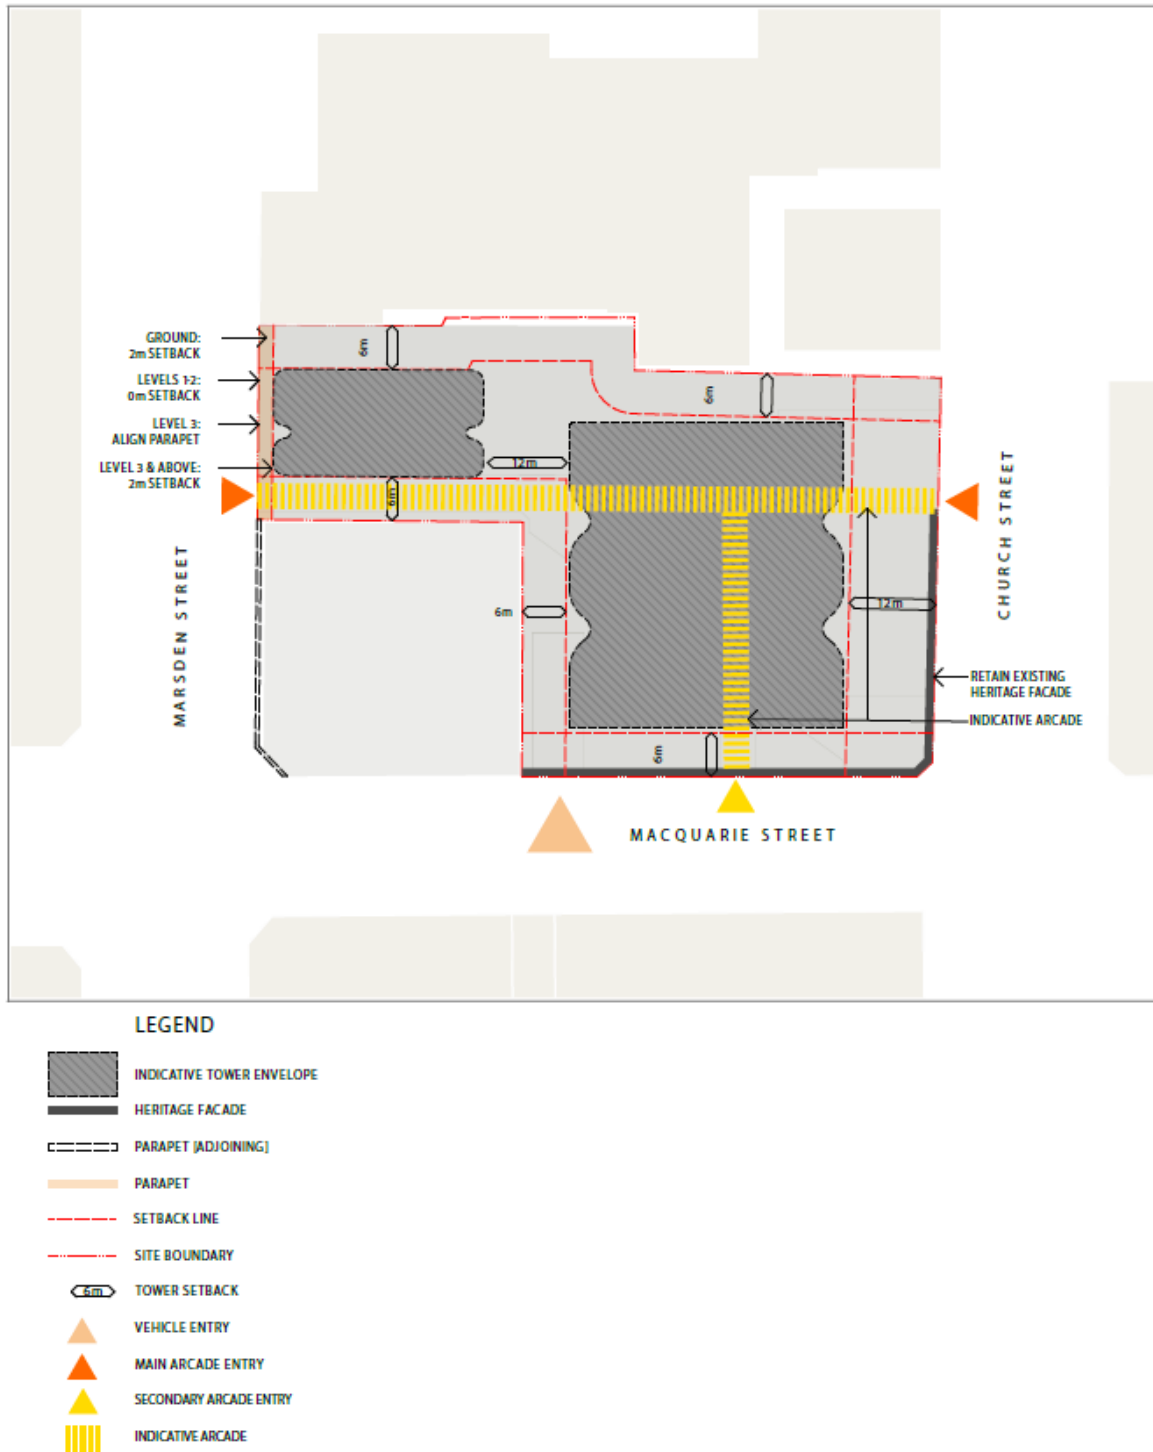 6m
GROUND:
2m SETBACK
LEVELS 1-2:
0m SETBACK
LEVEL 3:
ALIGN PARAPET
LEVEL 3 & ABOVE:
2m SETBACK
6m
12m
6m
MARSDEN STREET
CHURCH STREET
6m
12m
RETAIN EXISTING
HERITAGE FACADE
INDICATIVE ARCADE
6m
MACQUARIE STREET
LEGEND
INDICATIVE TOWER ENVELOPE
HERITAGE FACADE
PARAPET [ADJOINING]
PARAPET
SETBACK LINE
SITE BOUNDARY
6m TOWER SETBACK
VEHICLE ENTRY
MAIN ARCADE ENTRY
SECONDARY ARCADE ENTRY
INDICATIVE ARCADE